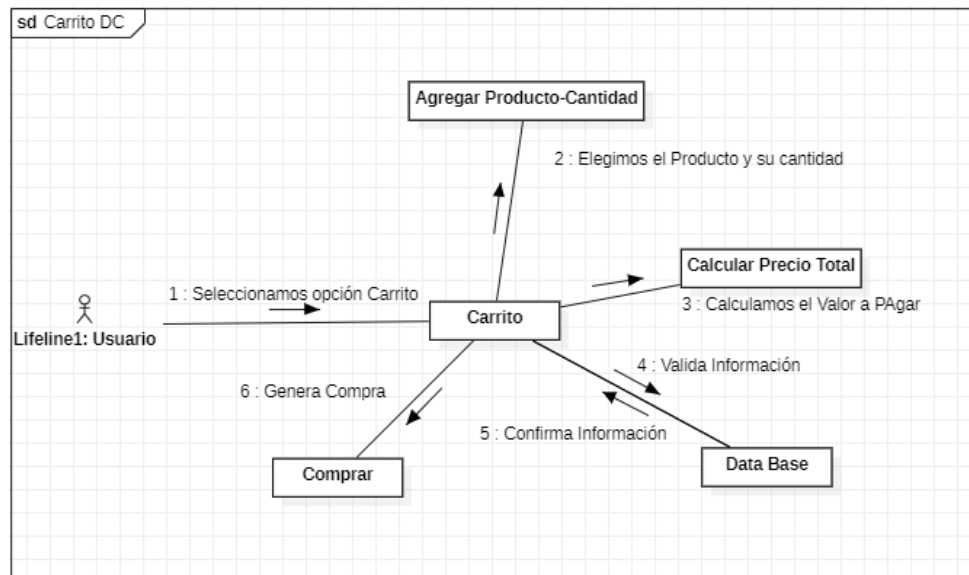 sd Carrito DC
Agregar Producto-Cantidad
2 : Elegimos el Producto y su cantidad
Calcular Precio Total
1 : Seleccionamos opción Carrito
3 : Calculamos el Valor a PAgar
Carrito
Lifeline1: Usuario
4 : Valida Información
6 : Genera Compra
5 : Confirma Información
Data Base
Comprar